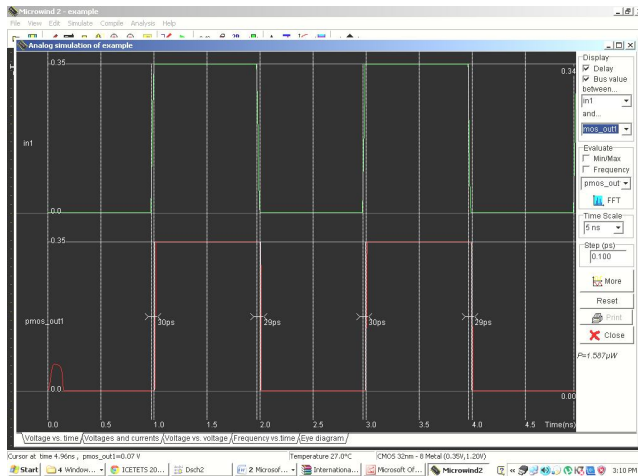 Microwind 2 - example
File View Edit Simulate Compile Analysis Help
Analog simulation of example
0.35
0.34
in1
0.0
0.35
pmos_out1
30ps
29ps
30ps
29ps
0.0
0.00
0.0 0.5 1.0 1.5 2.0 2.5 3.0 3.5 4.0 4.5 Time(ns)
Voltage vs. time Voltages and currents Voltage vs. voltage Frequency vs.time Eye diagram
Display
Delay
Bus value
between...
in1
and...
mos_out1
Evaluate
Min/Max
Frequency
pmos_out
FFT
Time Scale
5 ns
Step (ps)
0.100
More
Reset
Print
Close
P=1.587µW
Cursor at time 4.96ns , pmos_out1=0.07 V
Temperature 27.0°C
CMOS 32nm - 8 Metal (0.35V,1.20V)
Start
4 Window...
ICETETS 20...
Dsch2
2 Microsof...
Internationa...
Microsoft Of...
Microwind2
3:10 PM